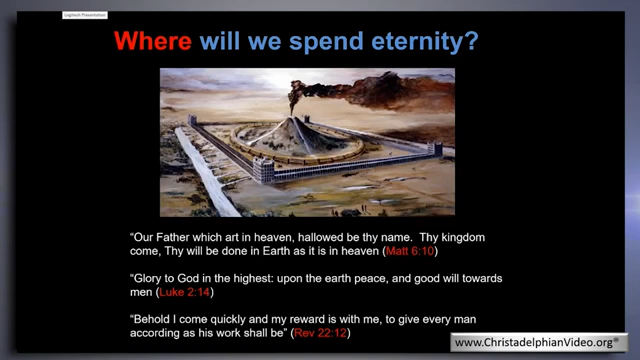 Logitech Presentation
Where will we spend eternity?
“Our Father which art in heaven, hallowed be thy name. Thy kingdom
come, Thy will be done in Earth as it is in heaven (Matt 6:10)
“Glory to God in the highest: upon the earth peace, and good will towards
men (Luke 2:14)
“Behold I come quickly and my reward is with me, to give every man
according as his work shall be” (Rev 22:12)
www.ChristadelphianVideo.org®